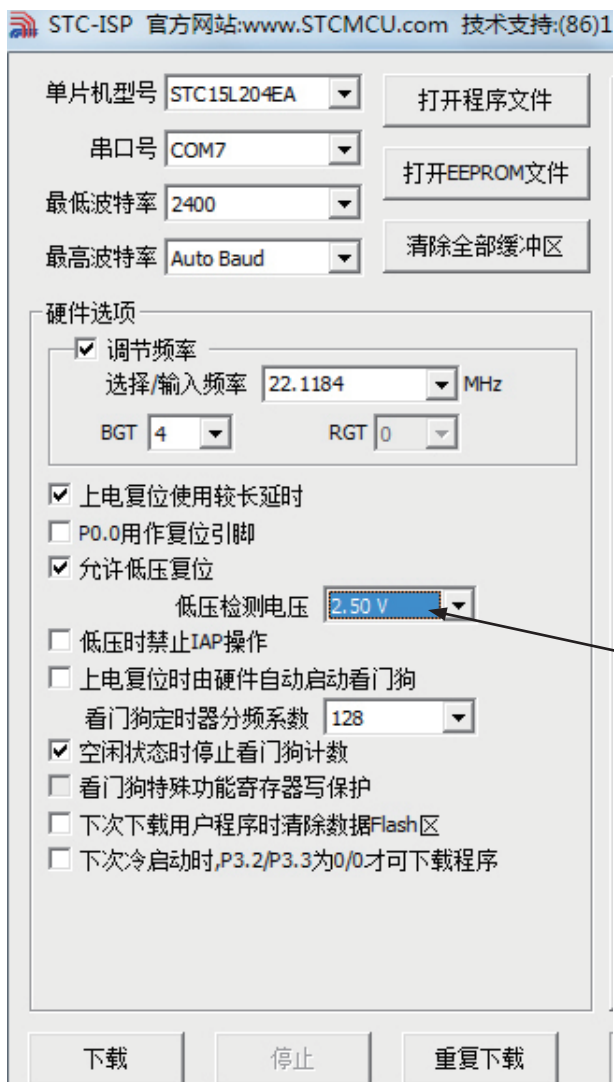 STC-ISP 官方网站:www.STCMCU.com 技术支持:(86)1
单片机型号 STC15L204EA 打开程序文件
串口号 COM7
打开EEPROM文件
最低波特率 2400
最高波特率 Auto Baud 清除全部缓冲区
硬件选项
调节频率
选择/输入频率 22.1184 MHz
BGT 4 RGT 0
上电复位使用较长延时
P0.0用作复位引脚
允许低压复位
低压检测电压 2.50 V
低压时禁止IAP操作
上电复位时由硬件自动启动看门狗
看门狗定时器分频系数 128
空闲状态时停止看门狗计数
看门狗特殊功能寄存器写保护
下次下载用户程序时清除数据Flash区
下次冷启动时,P3.2/P3.3为0/0才可下载程序
下载 停止 重复下载